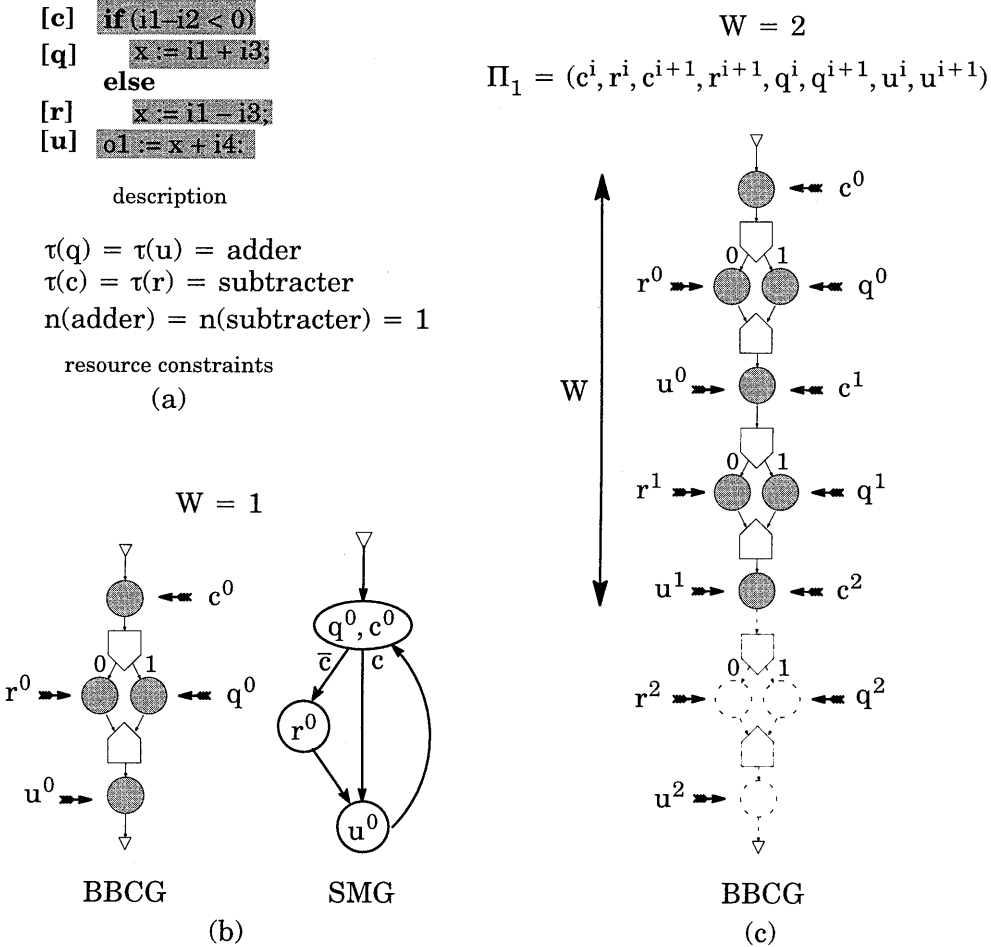 [c] if (i1–i2 < 0)
[q] x := i1 + i3;
else
[r] x := i1 – i3;
[u] o1 := x + i4:
description
τ(q) = τ(u) = adder
τ(c) = τ(r) = subtracter
n(adder) = n(subtracter) = 1
resource constraints
(a)
W = 1
c⁰
0 1
r⁰ q⁰
u⁰
BBCG
q⁰, c⁰
c̅ c
r⁰
u⁰
SMG
(b)
W = 2
Π₁ = (cⁱ, rⁱ, cⁱ⁺¹, rⁱ⁺¹, qⁱ, qⁱ⁺¹, uⁱ, uⁱ⁺¹)
W
c⁰
0 1
r⁰ q⁰
u⁰ c¹
0 1
r¹ q¹
u¹ c²
0 1
r² q²
u²
BBCG
(c)